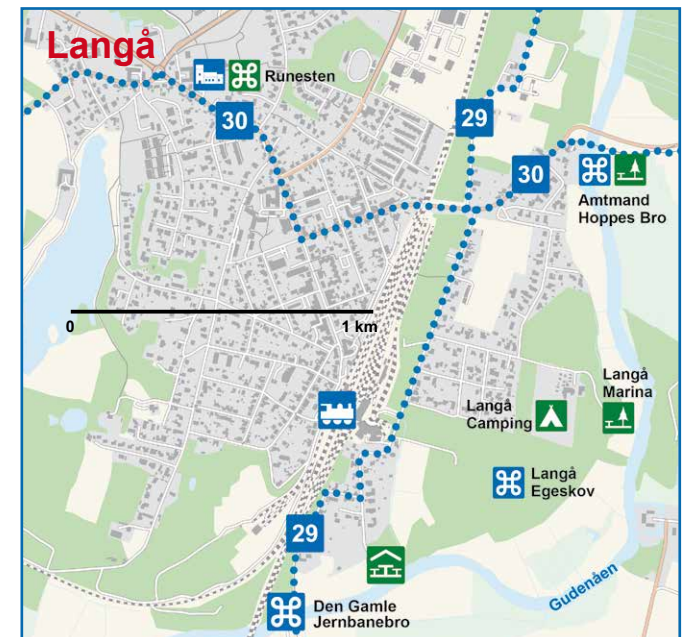 Langå
Runesten
30
29
30
Amtmand
Hoppes Bro
0
1 km
Langå
Marina
Langå
Camping
Langå
Egeskov
29
Den Gamle
Jernbanebro
Gudenåen